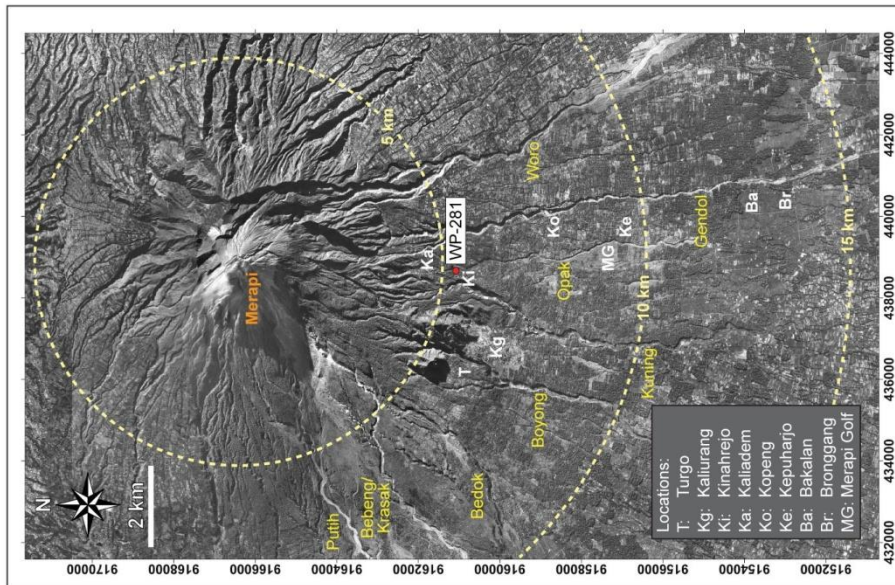 N
2 km
Merapi
5 km
10 km
15 km
Putih
Bebeng/
Krasak
Bedok
Boyong
Kuning
Opak
Gendol
Woro
T
Kg
Ki
Ka
WP-281
Ko
Ke
MG
Ba
Br
Locations:
T: Turgo
Kg: Kaliurang
Ki: Kinahrejo
Ka: Kaliadem
Ko: Kopeng
Ke: Kepuharjo
Ba: Bakalan
Br: Bronggang
MG: Merapi Golf
9170000
9168000
9166000
9164000
9162000
9160000
9158000
9156000
9154000
9152000
432000
434000
436000
438000
440000
442000
444000